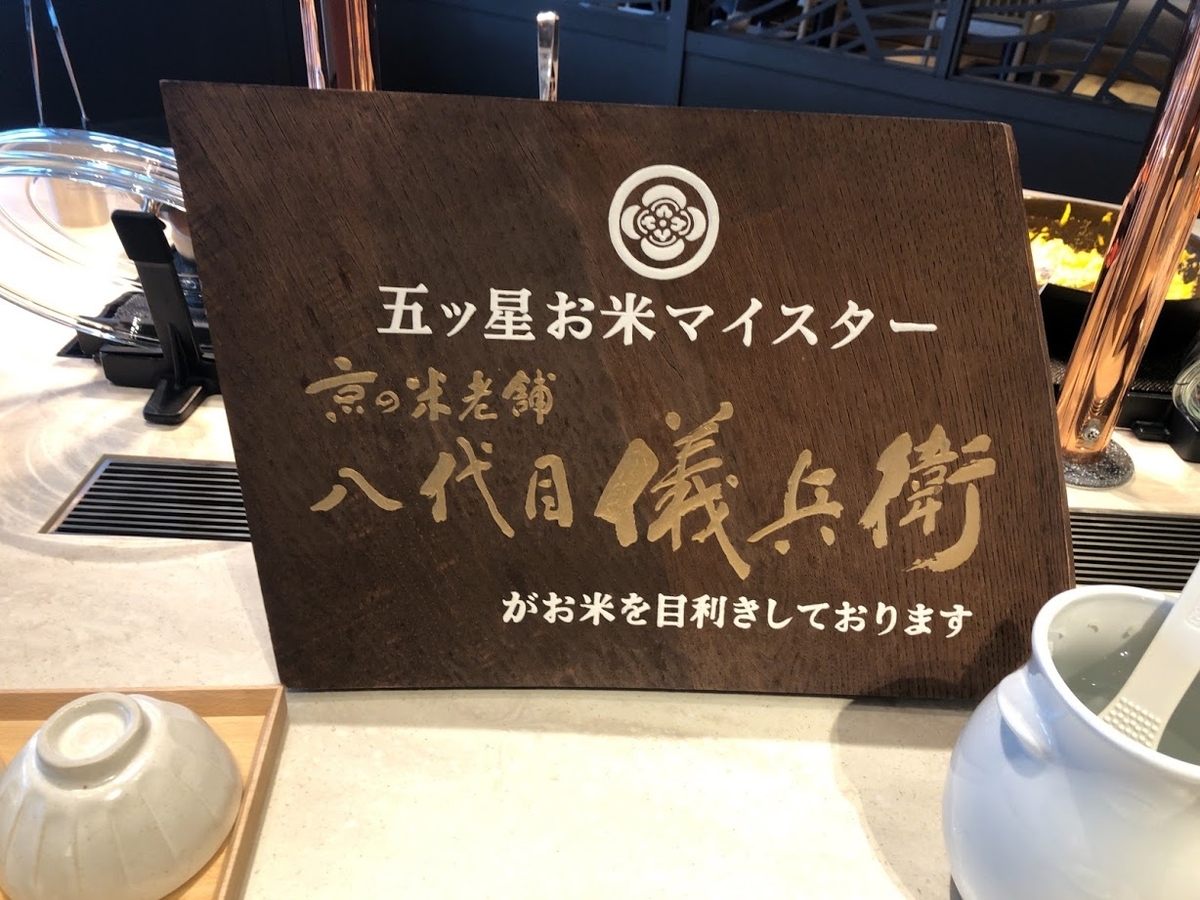 五ッ星お米マイスター
京の米老舗
八代目儀兵衛
がお米を目利きしております